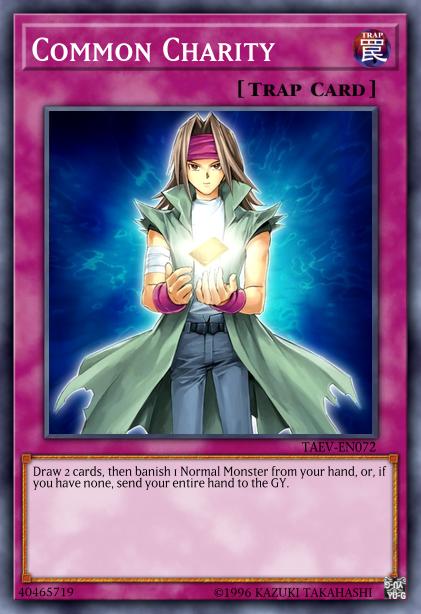 Common Charity
TRAP
罠
[Trap Card]
TAEV-EN072
Draw 2 cards, then banish 1 Normal Monster from your hand, or, if
you have none, send your entire hand to the GY.
40465719
©1996 KAZUKI TAKAHASHI